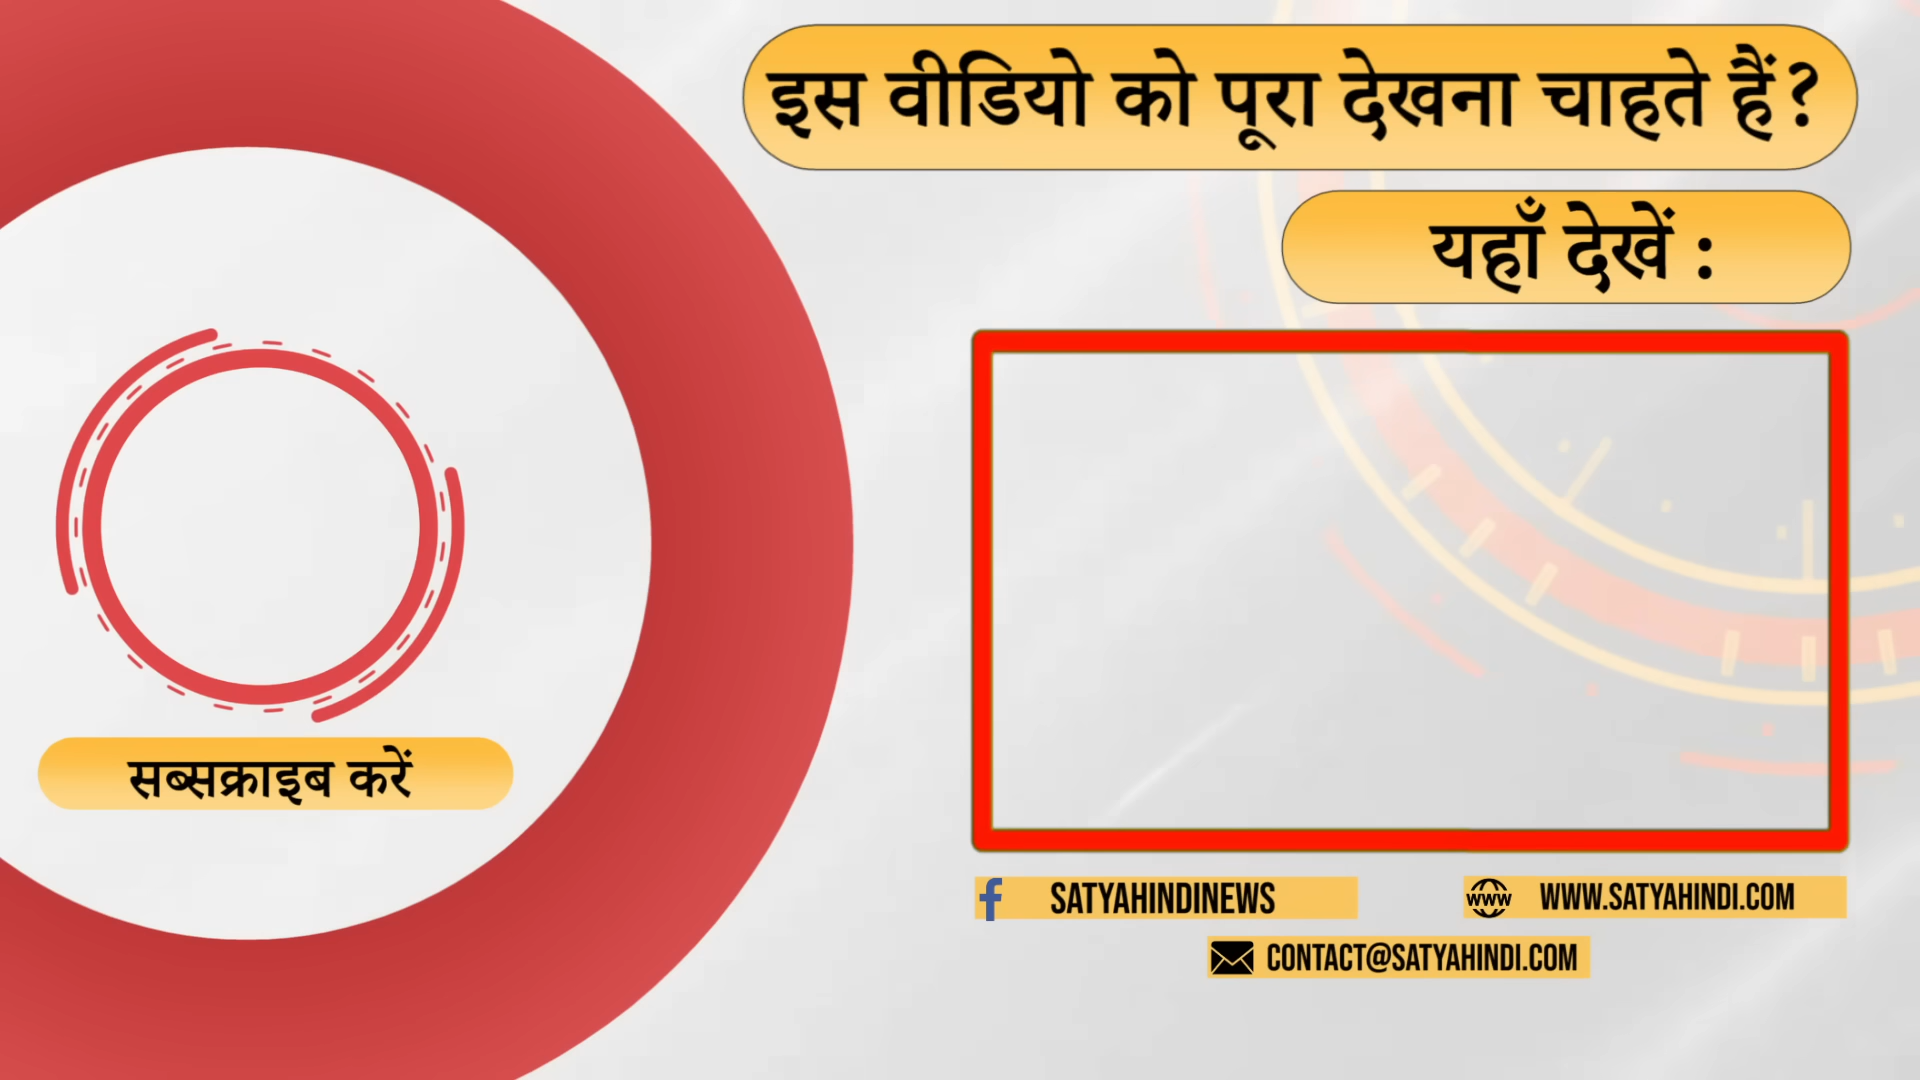 इस वीडियो को पूरा देखना चाहते हैं?
यहाँ देखें :
सब्सक्राइब करें
SATYAHINDINEWS
WWW
WWW.SATYAHINDI.COM
CONTACT@SATYAHINDI.COM